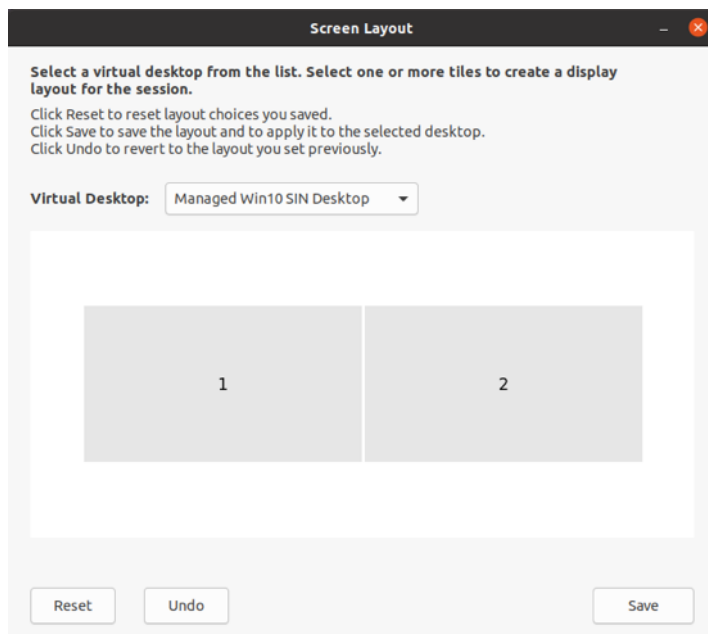 Screen Layout
Select a virtual desktop from the list. Select one or more tiles to create a display
layout for the session.
Click Reset to reset layout choices you saved.
Click Save to save the layout and to apply it to the selected desktop.
Click Undo to revert to the layout you set previously.
Virtual Desktop: Managed Win10 SIN Desktop
1 2
Reset Undo Save